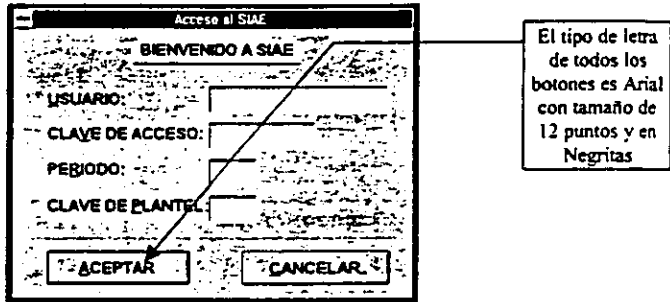 Acceso al SIAE
BIENVENIDO A SIAE
USUARIO:
CLAVE DE ACCESO:
PERIODO:
CLAVE DE PLANTEL:
ACEPTAR
CANCELAR
El tipo de letra
de todos los
botones es Arial
con tamaño de
12 puntos y en
Negritas